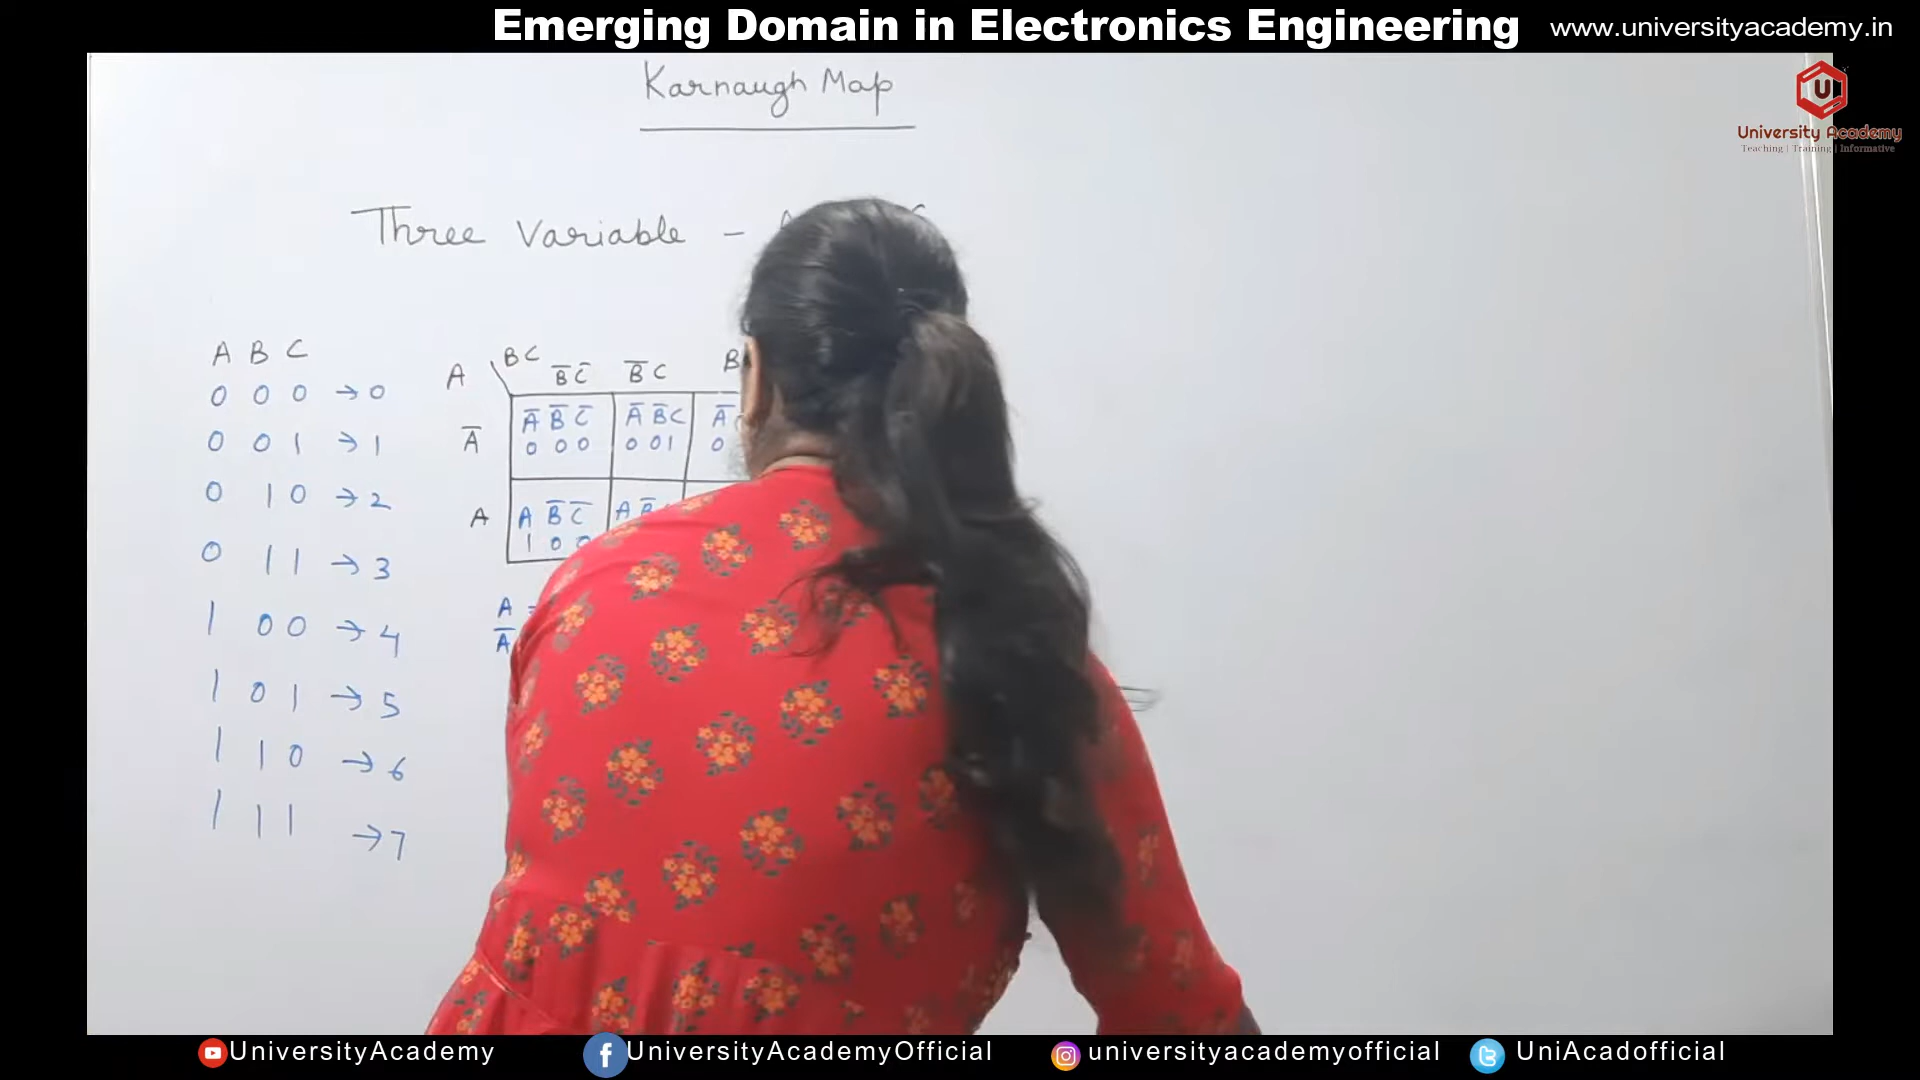 Emerging Domain in Electronics Engineering
www.universityacademy.in
Karnaugh Map
U
University Academy
Teaching | Training | Informative
Three Variable -
A B C
0 0 0 → 0
0 0 1 → 1
0 1 0 → 2
0 1 1 → 3
1 0 0 → 4
1 0 1 → 5
1 1 0 → 6
1 1 1 → 7
A \ BC
B̅ C̅ B̅ C B
A̅ A̅ B̅ C̅ A̅ B̅ C A̅
0 0 0 0 0 1 0
A A B̅ C̅ A B̅
1 0 0
A =
A̅
UniversityAcademy
UniversityAcademyOfficial
universityacademyofficial
UniAcadofficial